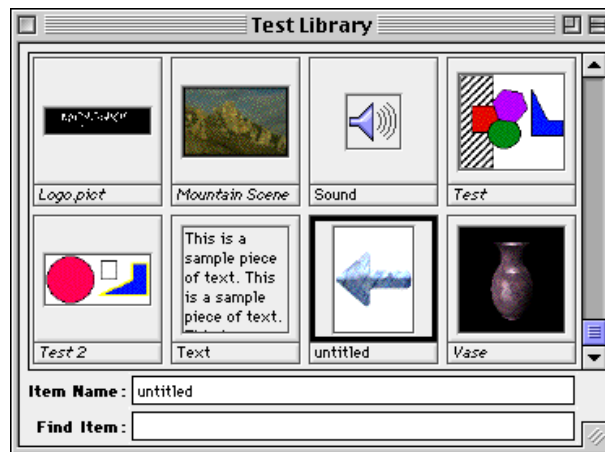 Test Library
Logo.pict
Mountain Scene
Sound
Test
This is a
sample piece
of text. This
is a sample
piece of text.
Test 2
Text
untitled
Vase
Item Name: untitled
Find Item: